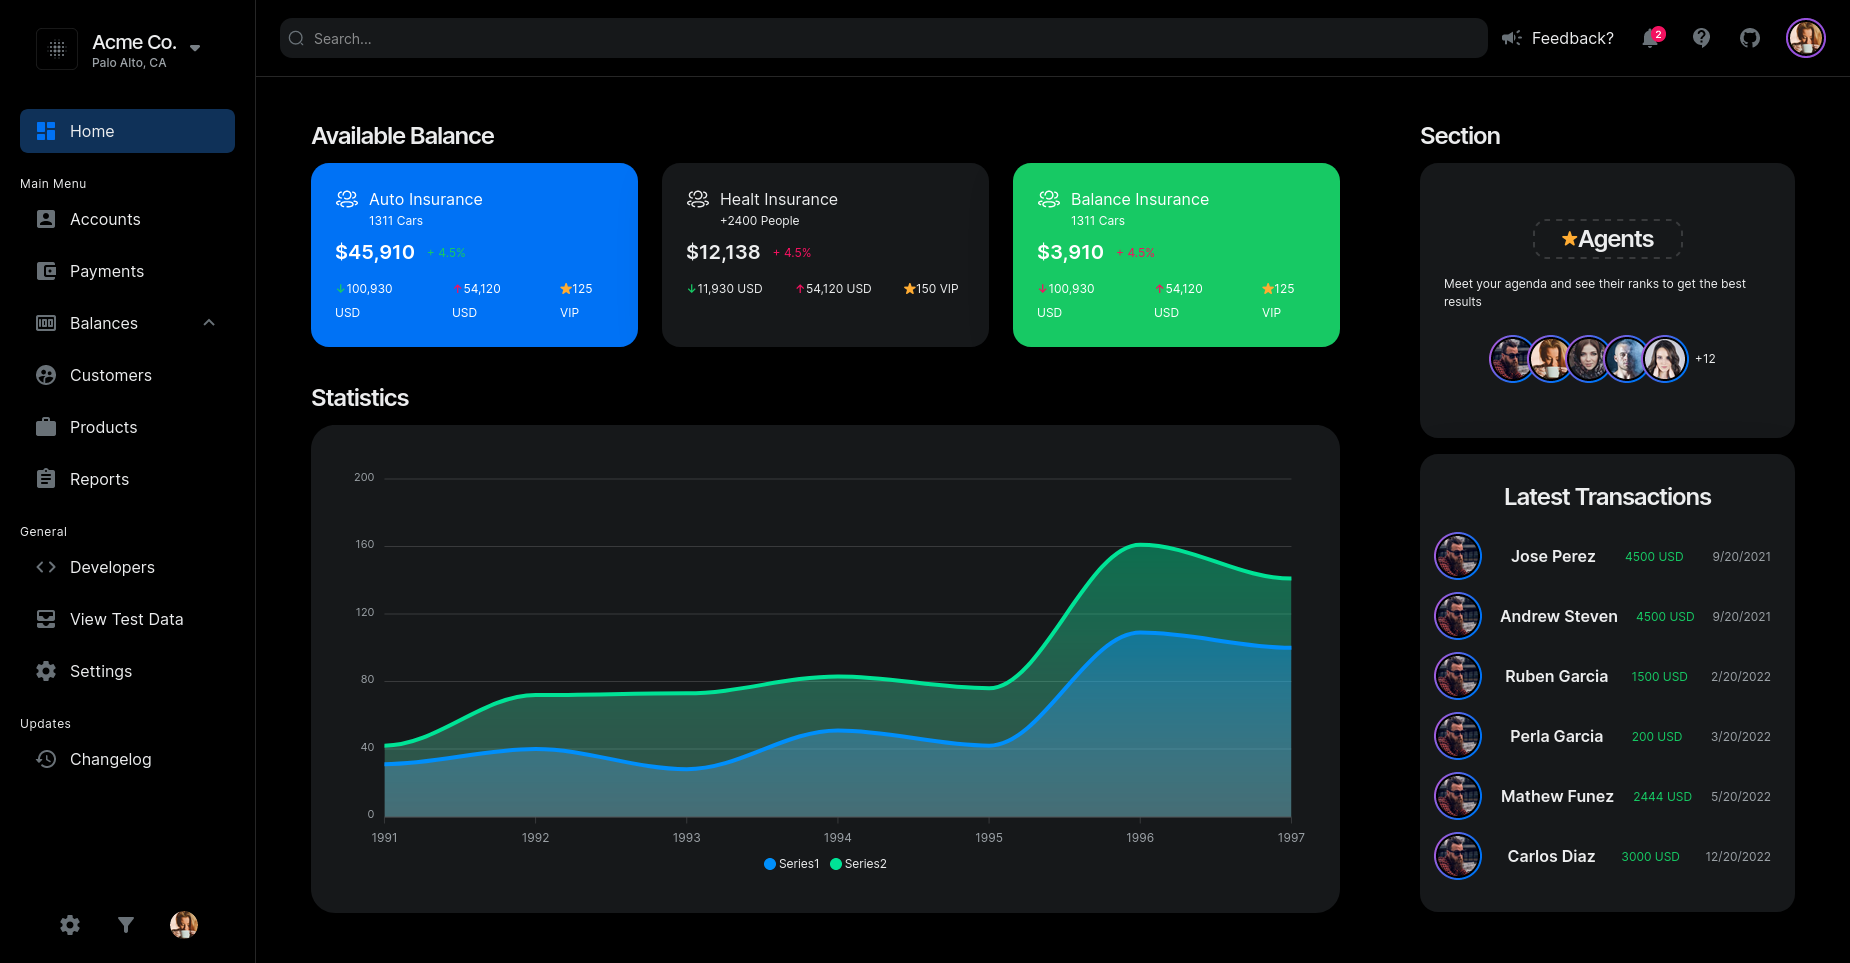 Acme Co.
Palo Alto, CA
Home
Main Menu
Accounts
Payments
Balances
Customers
Products
Reports
General
Developers
View Test Data
Settings
Updates
Changelog
Search...
Feedback?
2
Available Balance
Auto Insurance
1311 Cars
$45,910 + 4.5%
↓100,930 USD ↑54,120 USD ⭐125 VIP
Healt Insurance
+2400 People
$12,138 + 4.5%
↓11,930 USD ↑54,120 USD ⭐150 VIP
Balance Insurance
1311 Cars
$3,910 + 4.5%
↓100,930 USD ↑54,120 USD ⭐125 VIP
Statistics
200
160
120
80
40
0
1991 1992 1993 1994 1995 1996 1997
Series1 Series2
Section
⭐Agents
Meet your agenda and see their ranks to get the best
results
+12
Latest Transactions
Jose Perez 4500 USD 9/20/2021
Andrew Steven 4500 USD 9/20/2021
Ruben Garcia 1500 USD 2/20/2022
Perla Garcia 200 USD 3/20/2022
Mathew Funez 2444 USD 5/20/2022
Carlos Diaz 3000 USD 12/20/2022